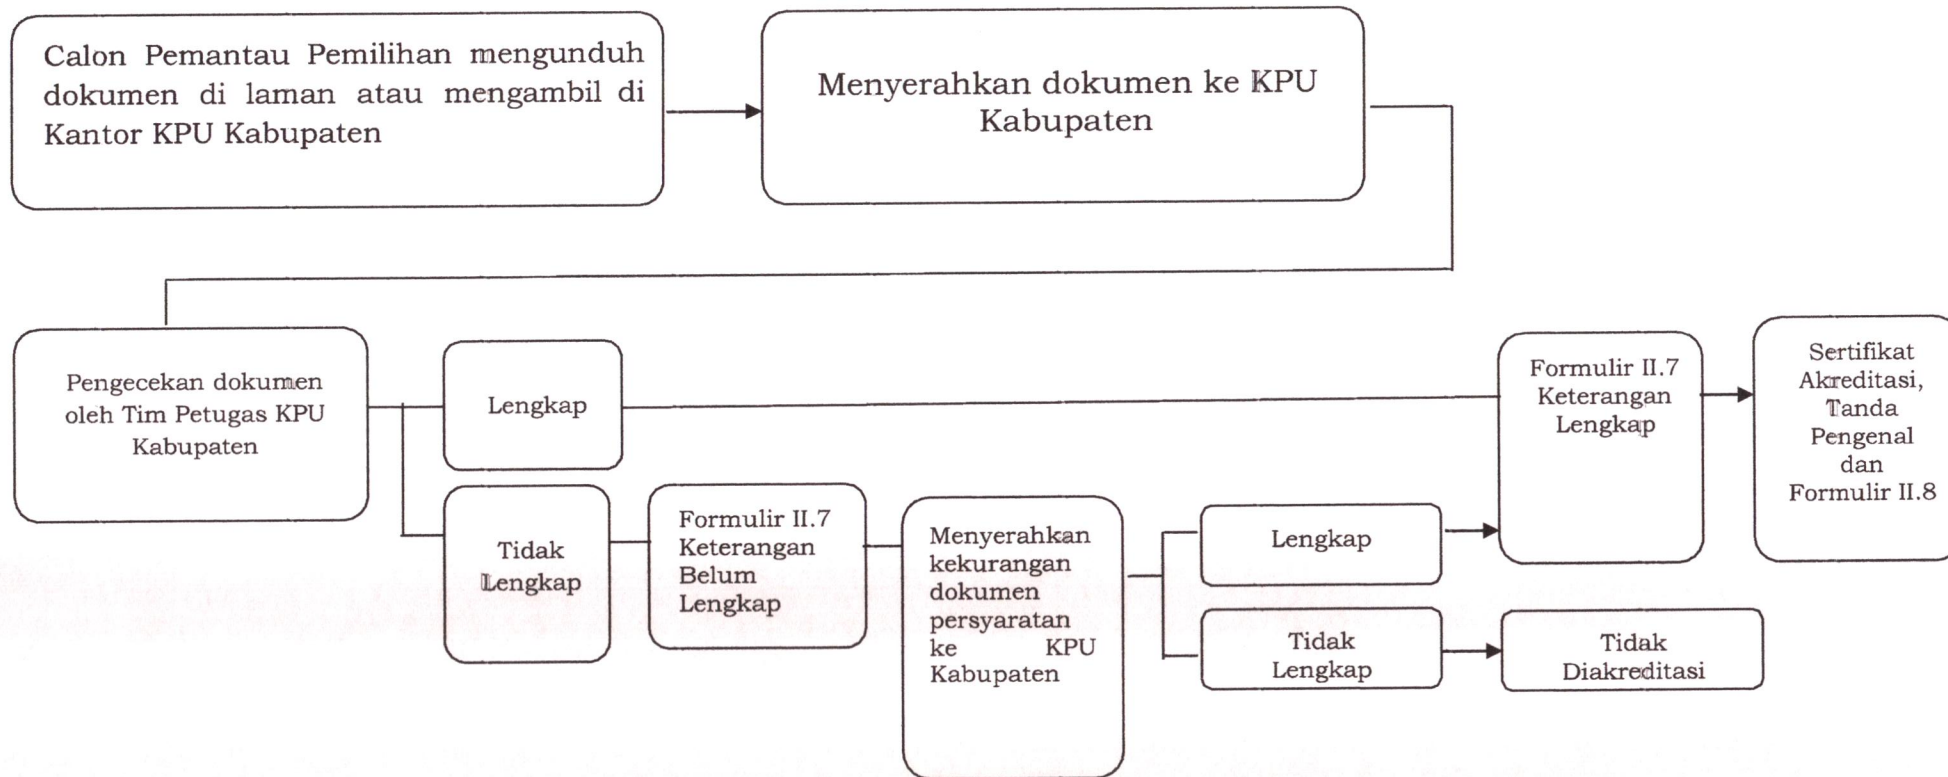 Calon Pemantau Pemilihan mengunduh
dokumen di laman atau mengambil di
Kantor KPU Kabupaten
Menyerahkan dokumen ke KPU
Kabupaten
Pengecekan dokumen
oleh Tim Petugas KPU
Kabupaten
Lengkap
Tidak
Lengkap
Formulir II.7
Keterangan
Belum
Lengkap
Menyerahkan
kekurangan
dokumen
persyaratan
ke KPU
Kabupaten
Lengkap
Tidak
Lengkap
Formulir II.7
Keterangan
Lengkap
Tidak
Diakreditasi
Sertifikat
Akreditasi,
Tanda
Pengenal
dan
Formulir II.8